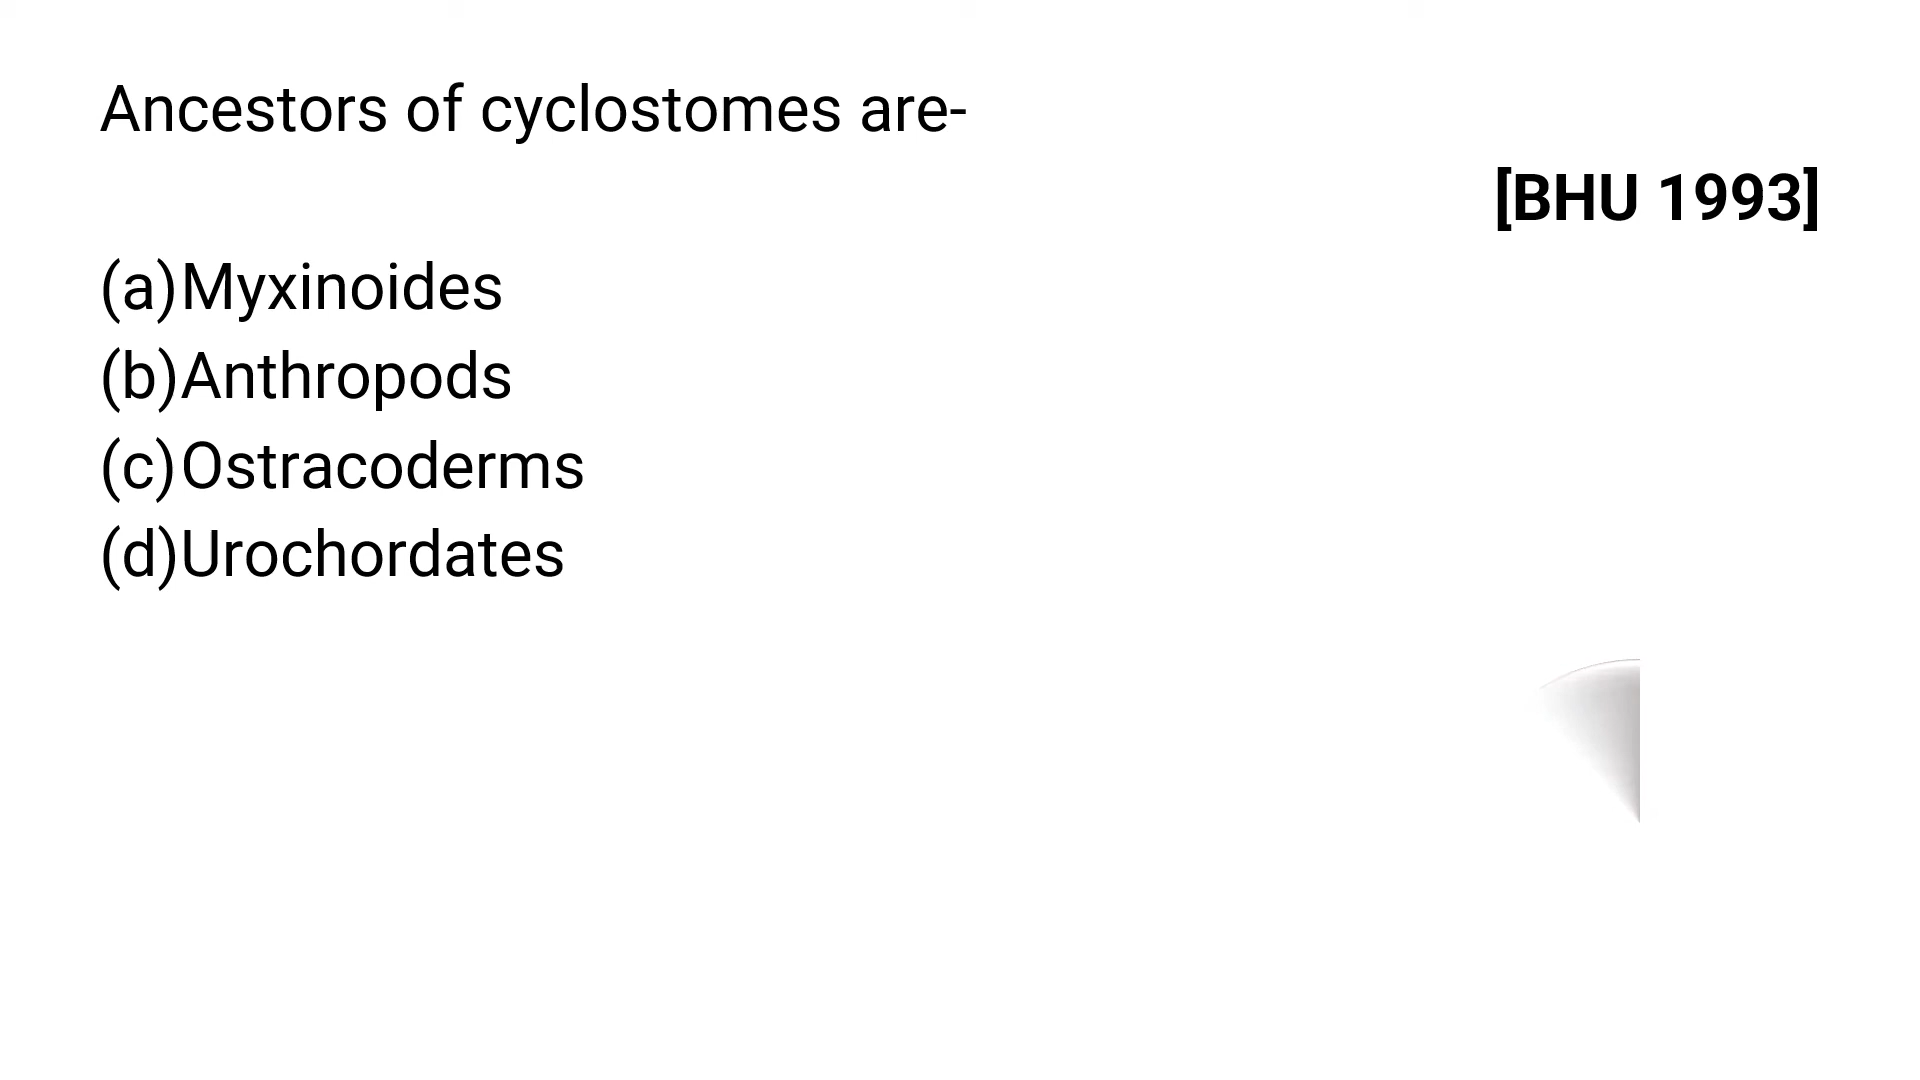 Ancestors of cyclostomes are-
[BHU 1993]
(a)Myxinoides
(b)Anthropods
(c)Ostracoderms
(d)Urochordates